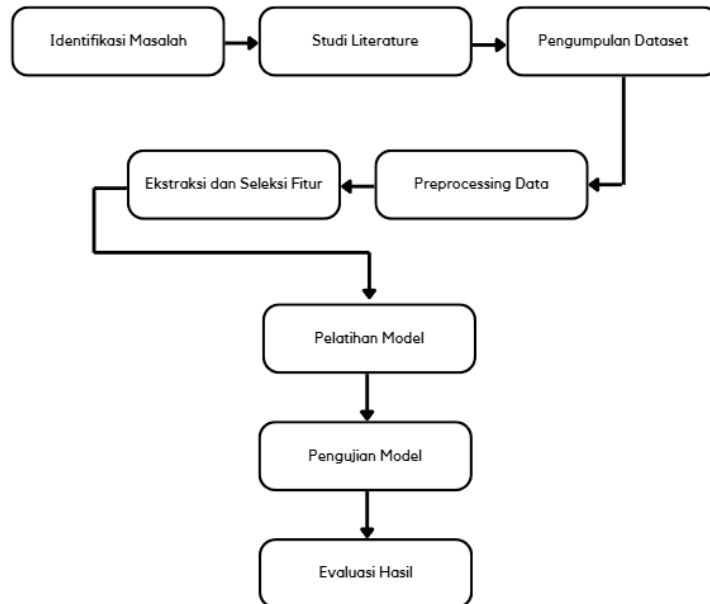 Identifikasi Masalah
Studi Literature
Pengumpulan Dataset
Preprocessing Data
Ekstraksi dan Seleksi Fitur
Pelatihan Model
Pengujian Model
Evaluasi Hasil